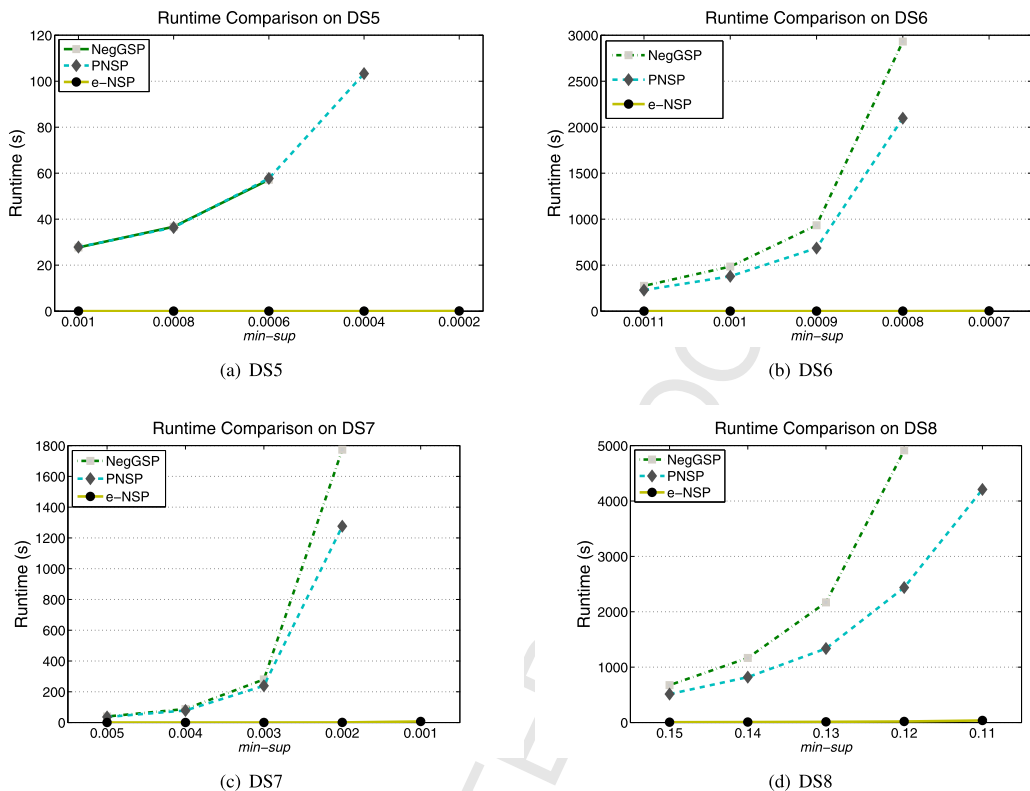 Runtime Comparison on DS5
120
100
80
60
40
20
0
Runtime (s)
NegGSP
PNSP
e-NSP
0.001 0.0008 0.0006 0.0004 0.0002
min-sup
(a) DS5
Runtime Comparison on DS6
3000
2500
2000
1500
1000
500
0
Runtime (s)
NegGSP
PNSP
e-NSP
0.0011 0.001 0.0009 0.0008 0.0007
min-sup
(b) DS6
Runtime Comparison on DS7
1800
1600
1400
1200
1000
800
600
400
200
0
Runtime (s)
NegGSP
PNSP
e-NSP
0.005 0.004 0.003 0.002 0.001
min-sup
(c) DS7
Runtime Comparison on DS8
5000
4000
3000
2000
1000
0
Runtime (s)
NegGSP
PNSP
e-NSP
0.15 0.14 0.13 0.12 0.11
min-sup
(d) DS8